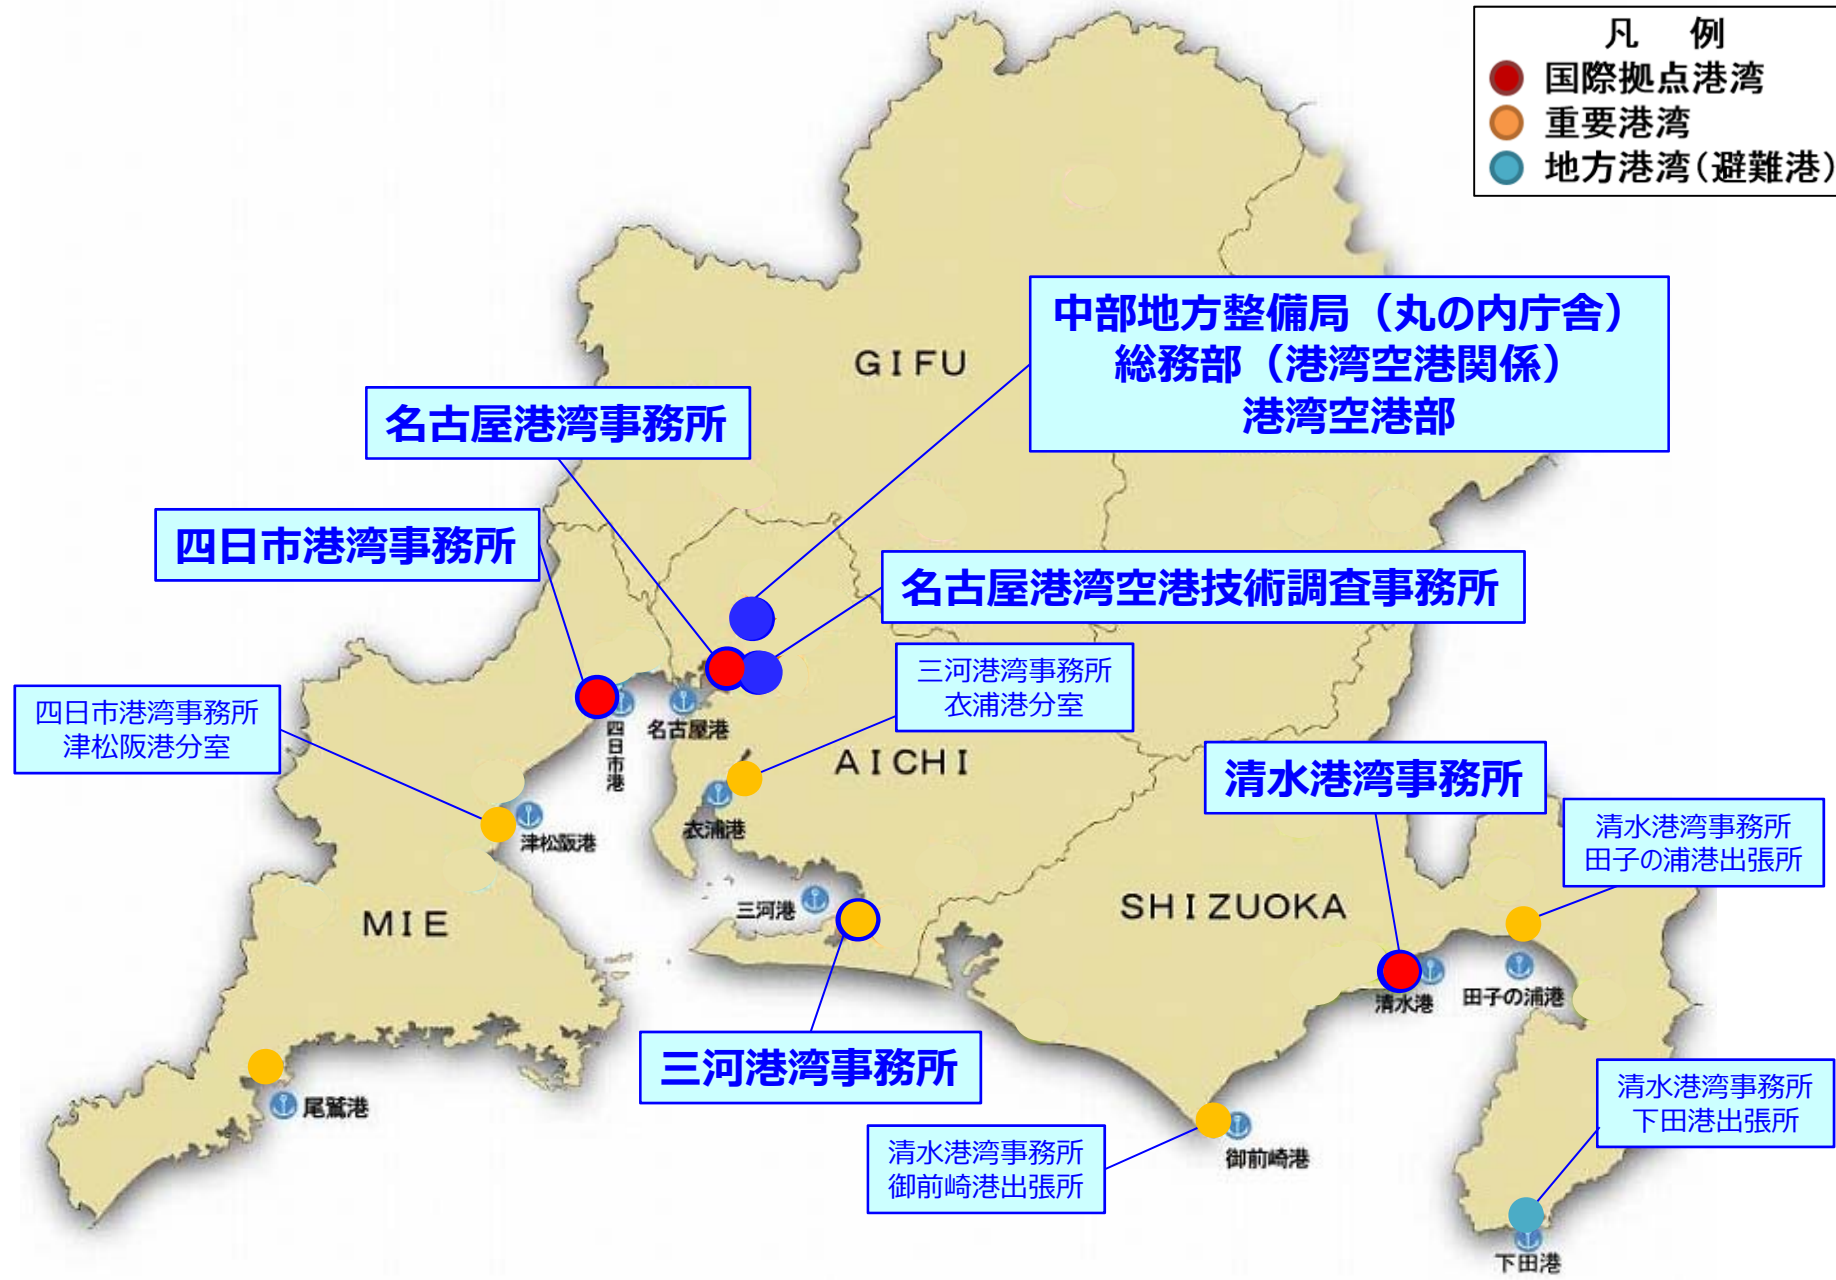 凡 例
国際拠点港湾
重要港湾
地方港湾(避難港)
中部地方整備局（丸の内庁舎）
総務部（港湾空港関係）
港湾空港部
GIFU
名古屋港湾事務所
四日市港湾事務所
名古屋港湾空港技術調査事務所
三河港湾事務所
衣浦港分室
四日市港湾事務所
津松阪港分室
四日市港
名古屋港
AICHI
清水港湾事務所
衣浦港
津松阪港
清水港湾事務所
田子の浦港出張所
三河港
MIE
SHIZUOKA
清水港
田子の浦港
三河港湾事務所
尾鷲港
清水港湾事務所
下田港出張所
清水港湾事務所
御前崎港出張所
御前崎港
下田港